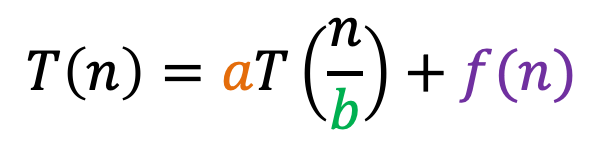 T(n) = aT(n/b) + f(n)